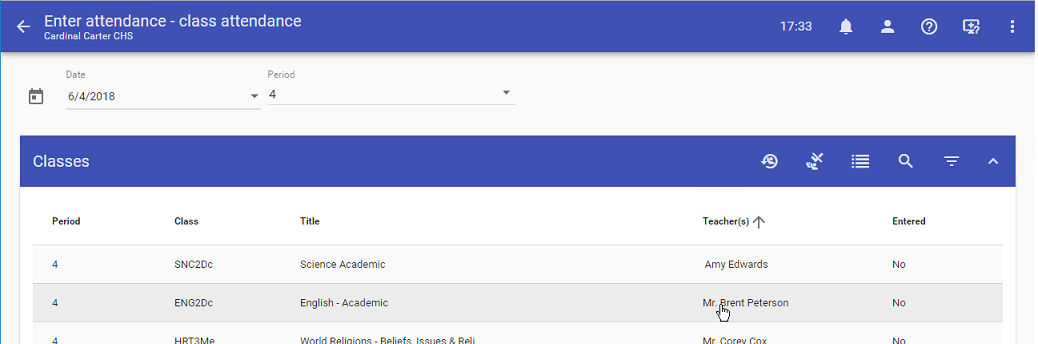 Enter attendance - class attendance
Cardinal Carter CHS
17:33
Date
Period
6/4/2018
4
Classes
Period Class Title Teacher(s) Entered
4 SNC2Dc Science Academic Amy Edwards No
4 ENG2Dc English - Academic Mr. Brent Peterson No
4 HRT3Me World Religions - Beliefs, Issues & Reli Mr. Corey Cox No